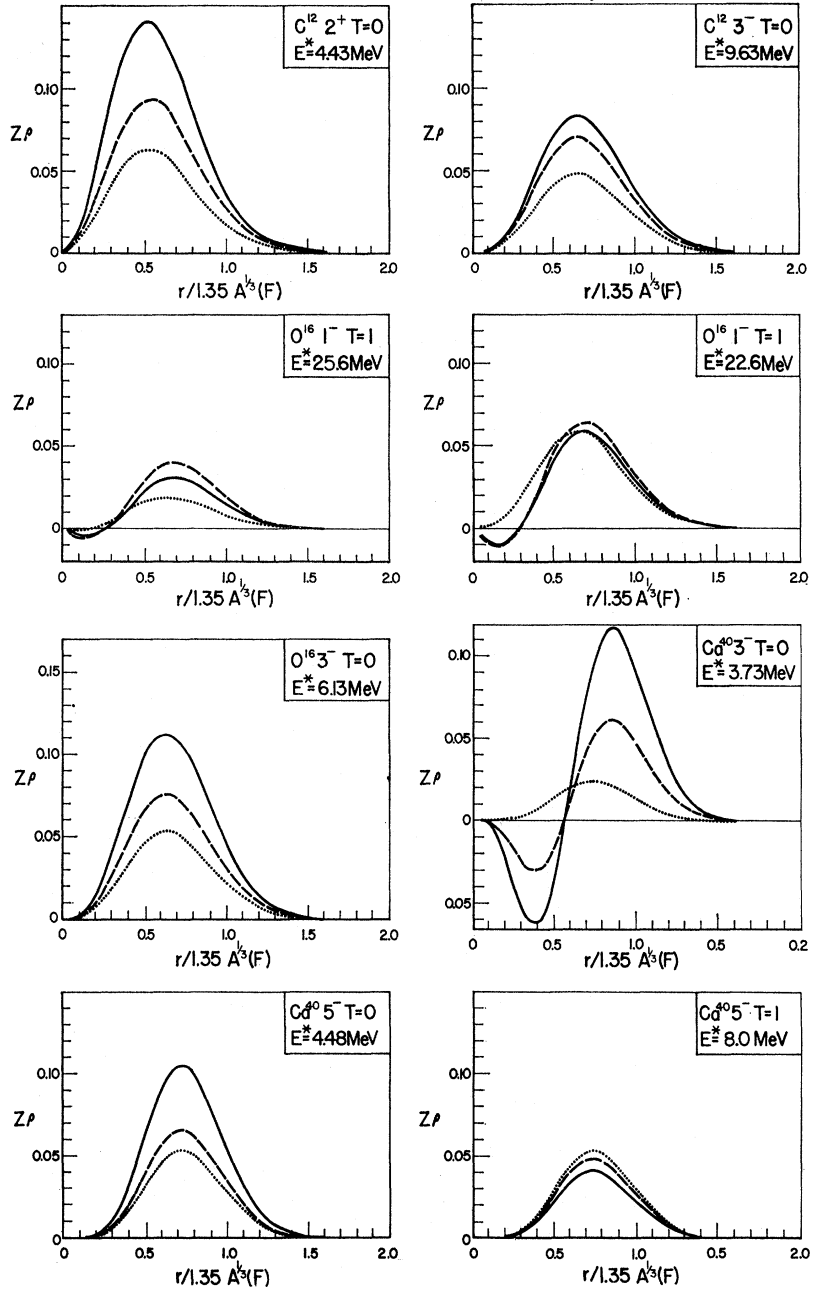 C¹² 2⁺ T=0
E*=4.43MeV
0.10
Zρ
0.05
0
0 0.5 1.0 1.5 2.0
r/1.35 A^⅓(F)
C¹² 3⁻ T=0
E*=9.63MeV
0.10
Zρ
0.05
0
0 0.5 1.0 1.5 2.0
r/1.35 A^⅓(F)
O¹⁶ 1⁻ T=1
E*=25.6MeV
0.10
Zρ
0.05
0
0 0.5 1.0 1.5 2.0
r/1.35 A^⅓(F)
O¹⁶ 1⁻ T=1
E*=22.6MeV
0.10
Zρ
0.05
0
0 0.5 1.0 1.5 2.0
r/1.35 A^⅓(F)
O¹⁶3⁻ T=0
E*=6.13MeV
0.15
0.10
Zρ
0.05
0
0 0.5 1.0 1.5 2.0
r/1.35 A^⅓(F)
Ca⁴⁰3⁻ T=0
E*=3.73MeV
0.10
0.05
Zρ
0
0.05
0 0.5 1.0 0.5 0.2
r/1.35 A^⅓(F)
Ca⁴⁰ 5⁻ T=0
E*=4.48MeV
0.10
Zρ
0.05
0
0 0.5 1.0 1.5 2.0
r/1.35 A^⅓(F)
Ca⁴⁰5⁻ T=1
E*=8.0 MeV
0.10
Zρ
0.05
0
0 0.5 1.0 0.5 2.0
r/1.35 A^⅓(F)